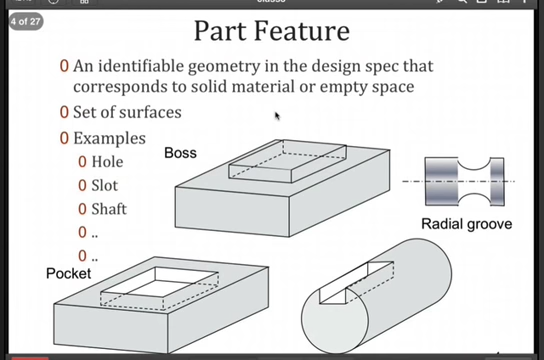 4 of 27
Part Feature
0 An identifiable geometry in the design spec that
corresponds to solid material or empty space
0 Set of surfaces
0 Examples
0 Hole
0 Slot
0 Shaft
0 ..
0 ..
Boss
Radial groove
Pocket